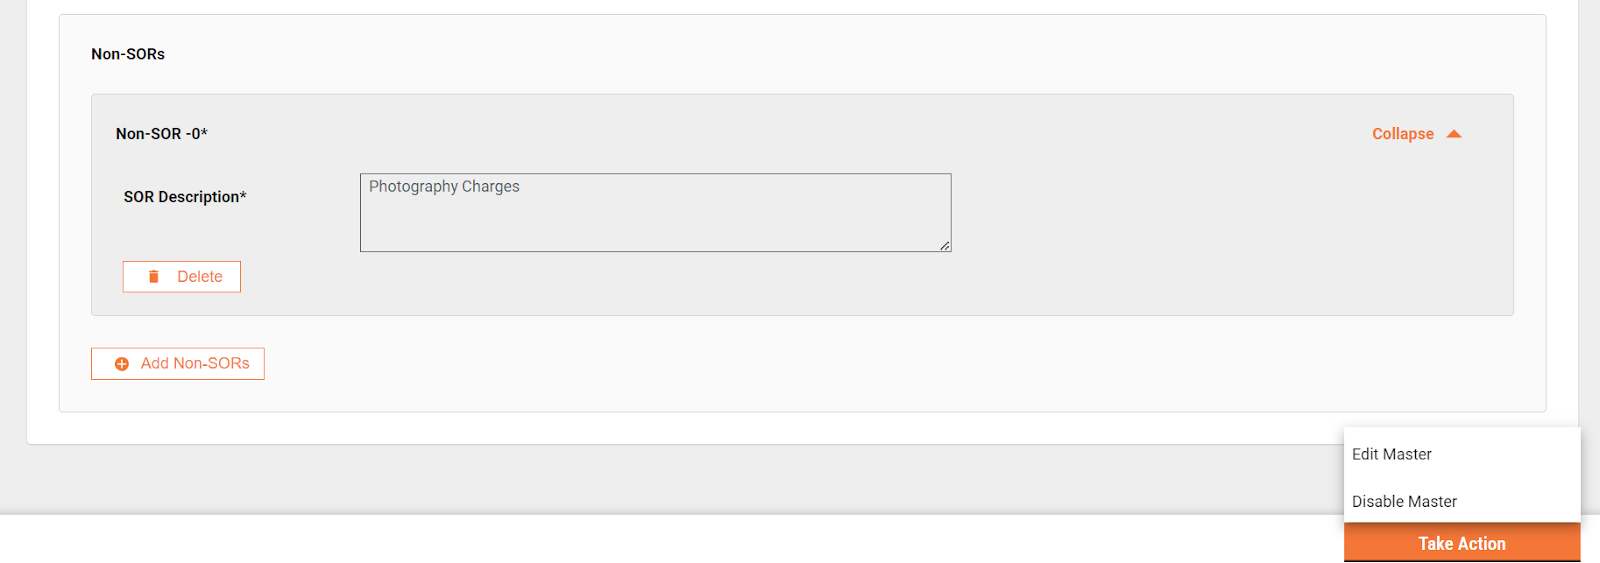 Non-SORs
Non-SOR -0*
Collapse
SOR Description*
Photography Charges
Delete
Add Non-SORs
Edit Master
Disable Master
Take Action